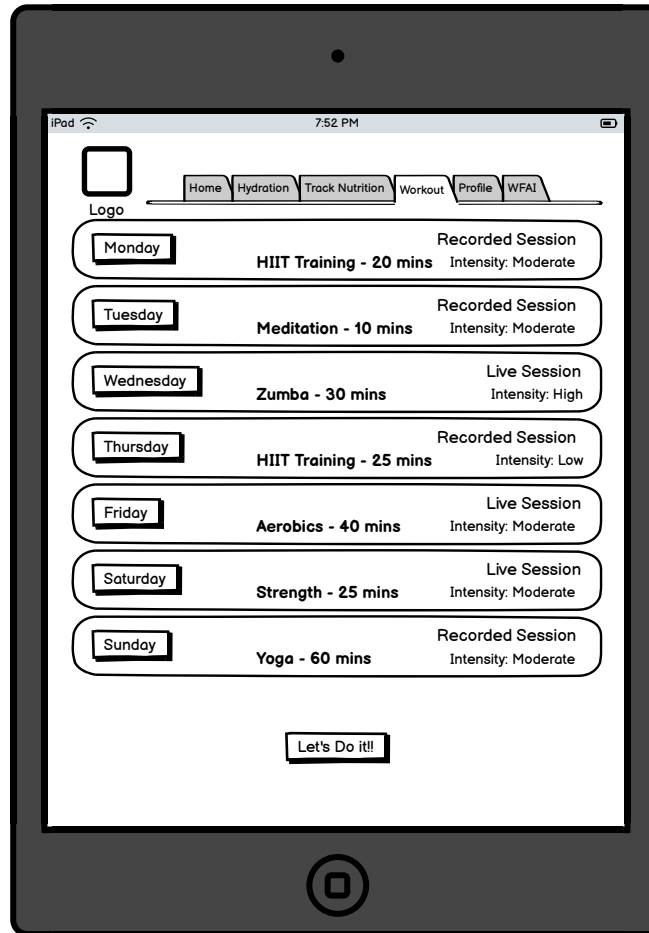 iPad 7:52 PM
Home Hydration Track Nutrition Workout Profile WFAI
Logo
Monday
Recorded Session
HIIT Training - 20 mins Intensity: Moderate
Tuesday
Recorded Session
Meditation - 10 mins Intensity: Moderate
Wednesday
Live Session
Zumba - 30 mins Intensity: High
Thursday
Recorded Session
HIIT Training - 25 mins Intensity: Low
Friday
Live Session
Aerobics - 40 mins Intensity: Moderate
Saturday
Live Session
Strength - 25 mins Intensity: Moderate
Sunday
Recorded Session
Yoga - 60 mins Intensity: Moderate
Let's Do it!!